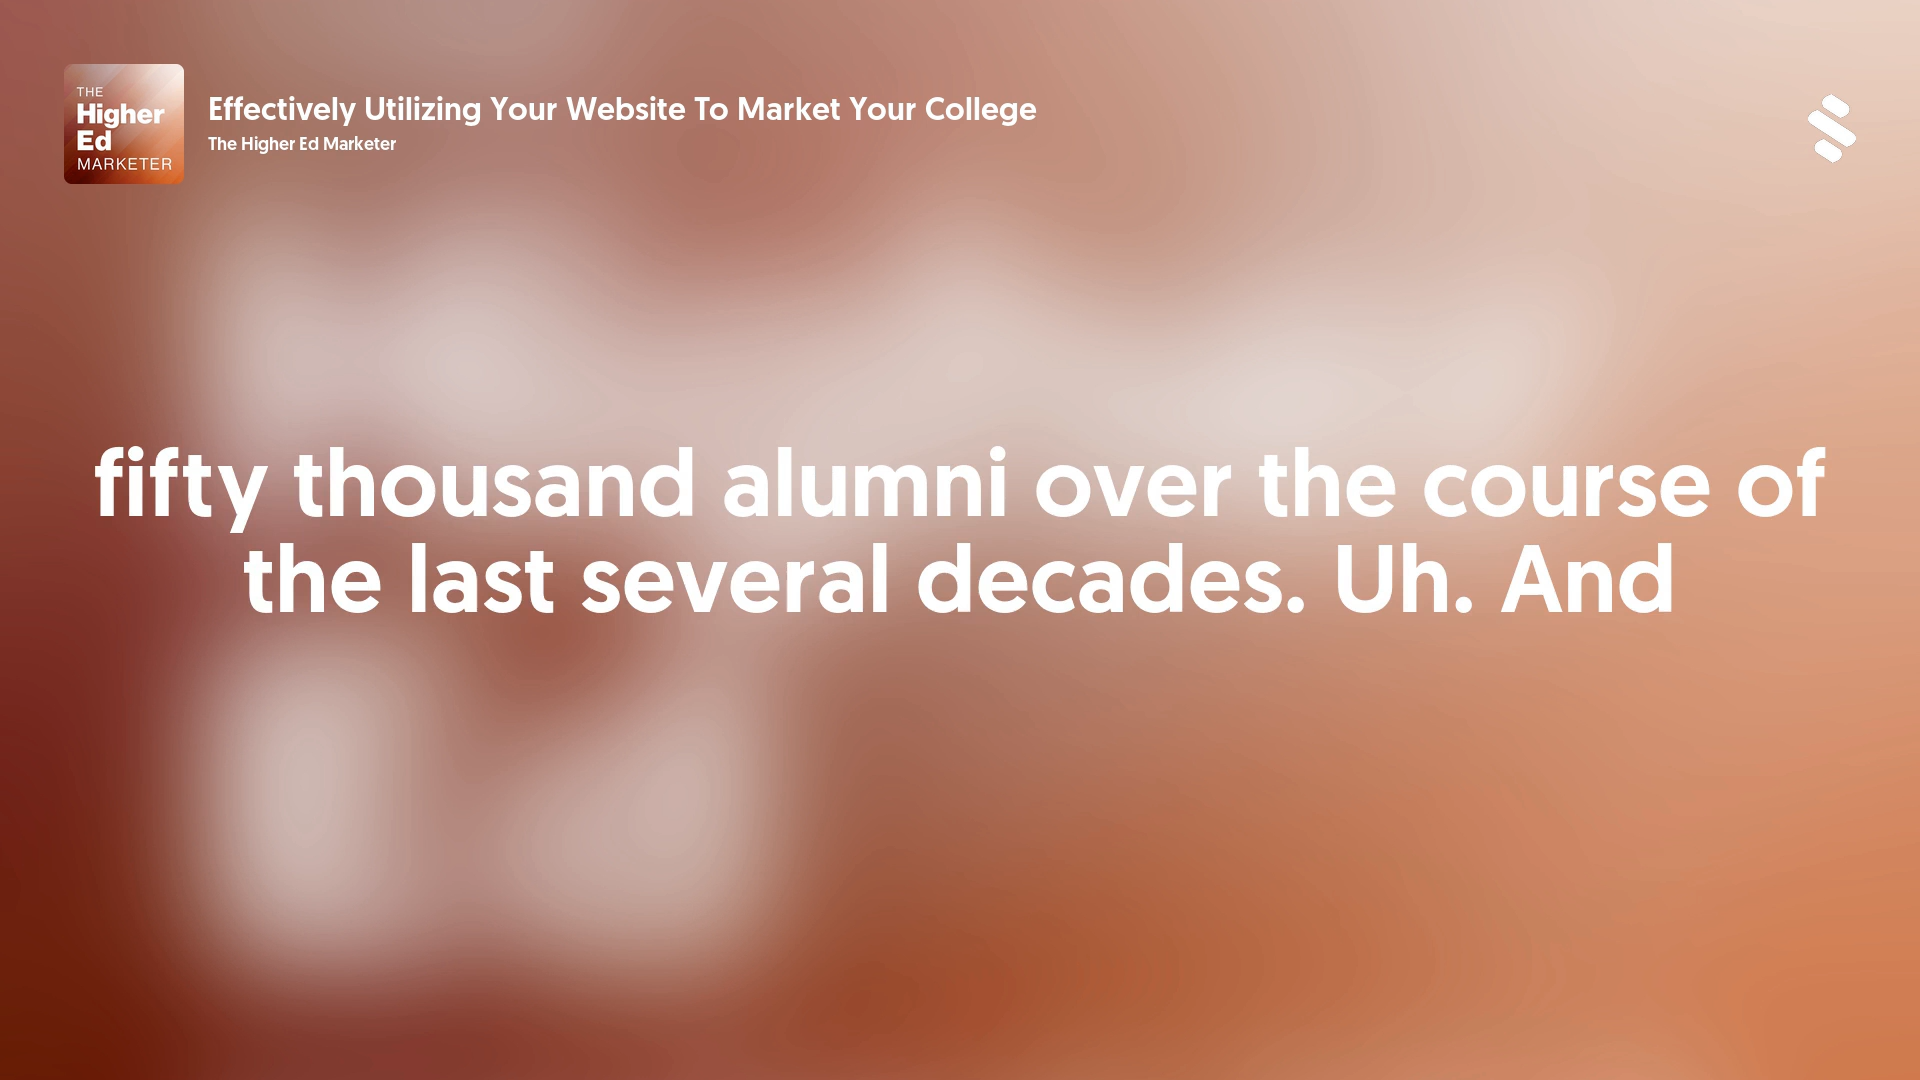 THE
Higher
Ed
MARKETER
Effectively Utilizing Your Website To Market Your College
The Higher Ed Marketer
fifty thousand alumni over the course of
the last several decades. Uh. And